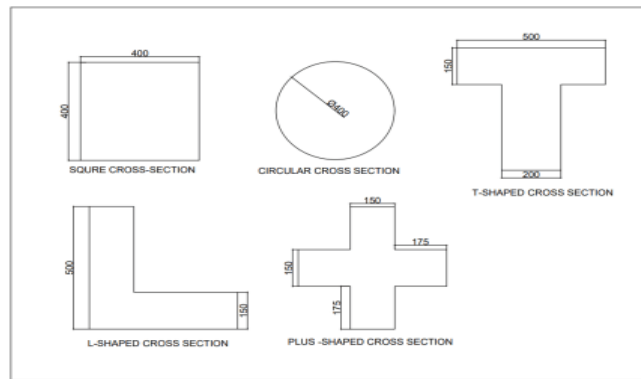 400
400
SQURE CROSS-SECTION
Ø400
CIRCULAR CROSS SECTION
500
150
200
T-SHAPED CROSS SECTION
500
150
L-SHAPED CROSS SECTION
150
175
150
175
PLUS -SHAPED CROSS SECTION